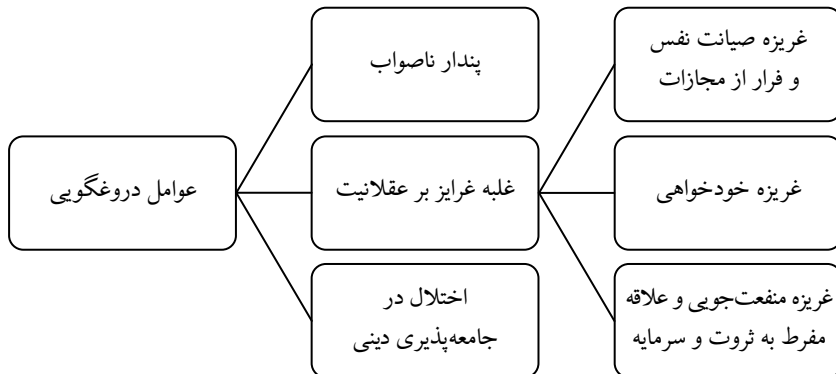 عوامل دروغگویی
پندار ناصواب
غلبه غرایز بر عقلانیت
اختلال در
جامعه‌پذیری دینی
غریزه صیانت نفس
و فرار از مجازات
غریزه خودخواهی
غریزه منفعت‌جویی و علاقه
مفرط به ثروت و سرمایه